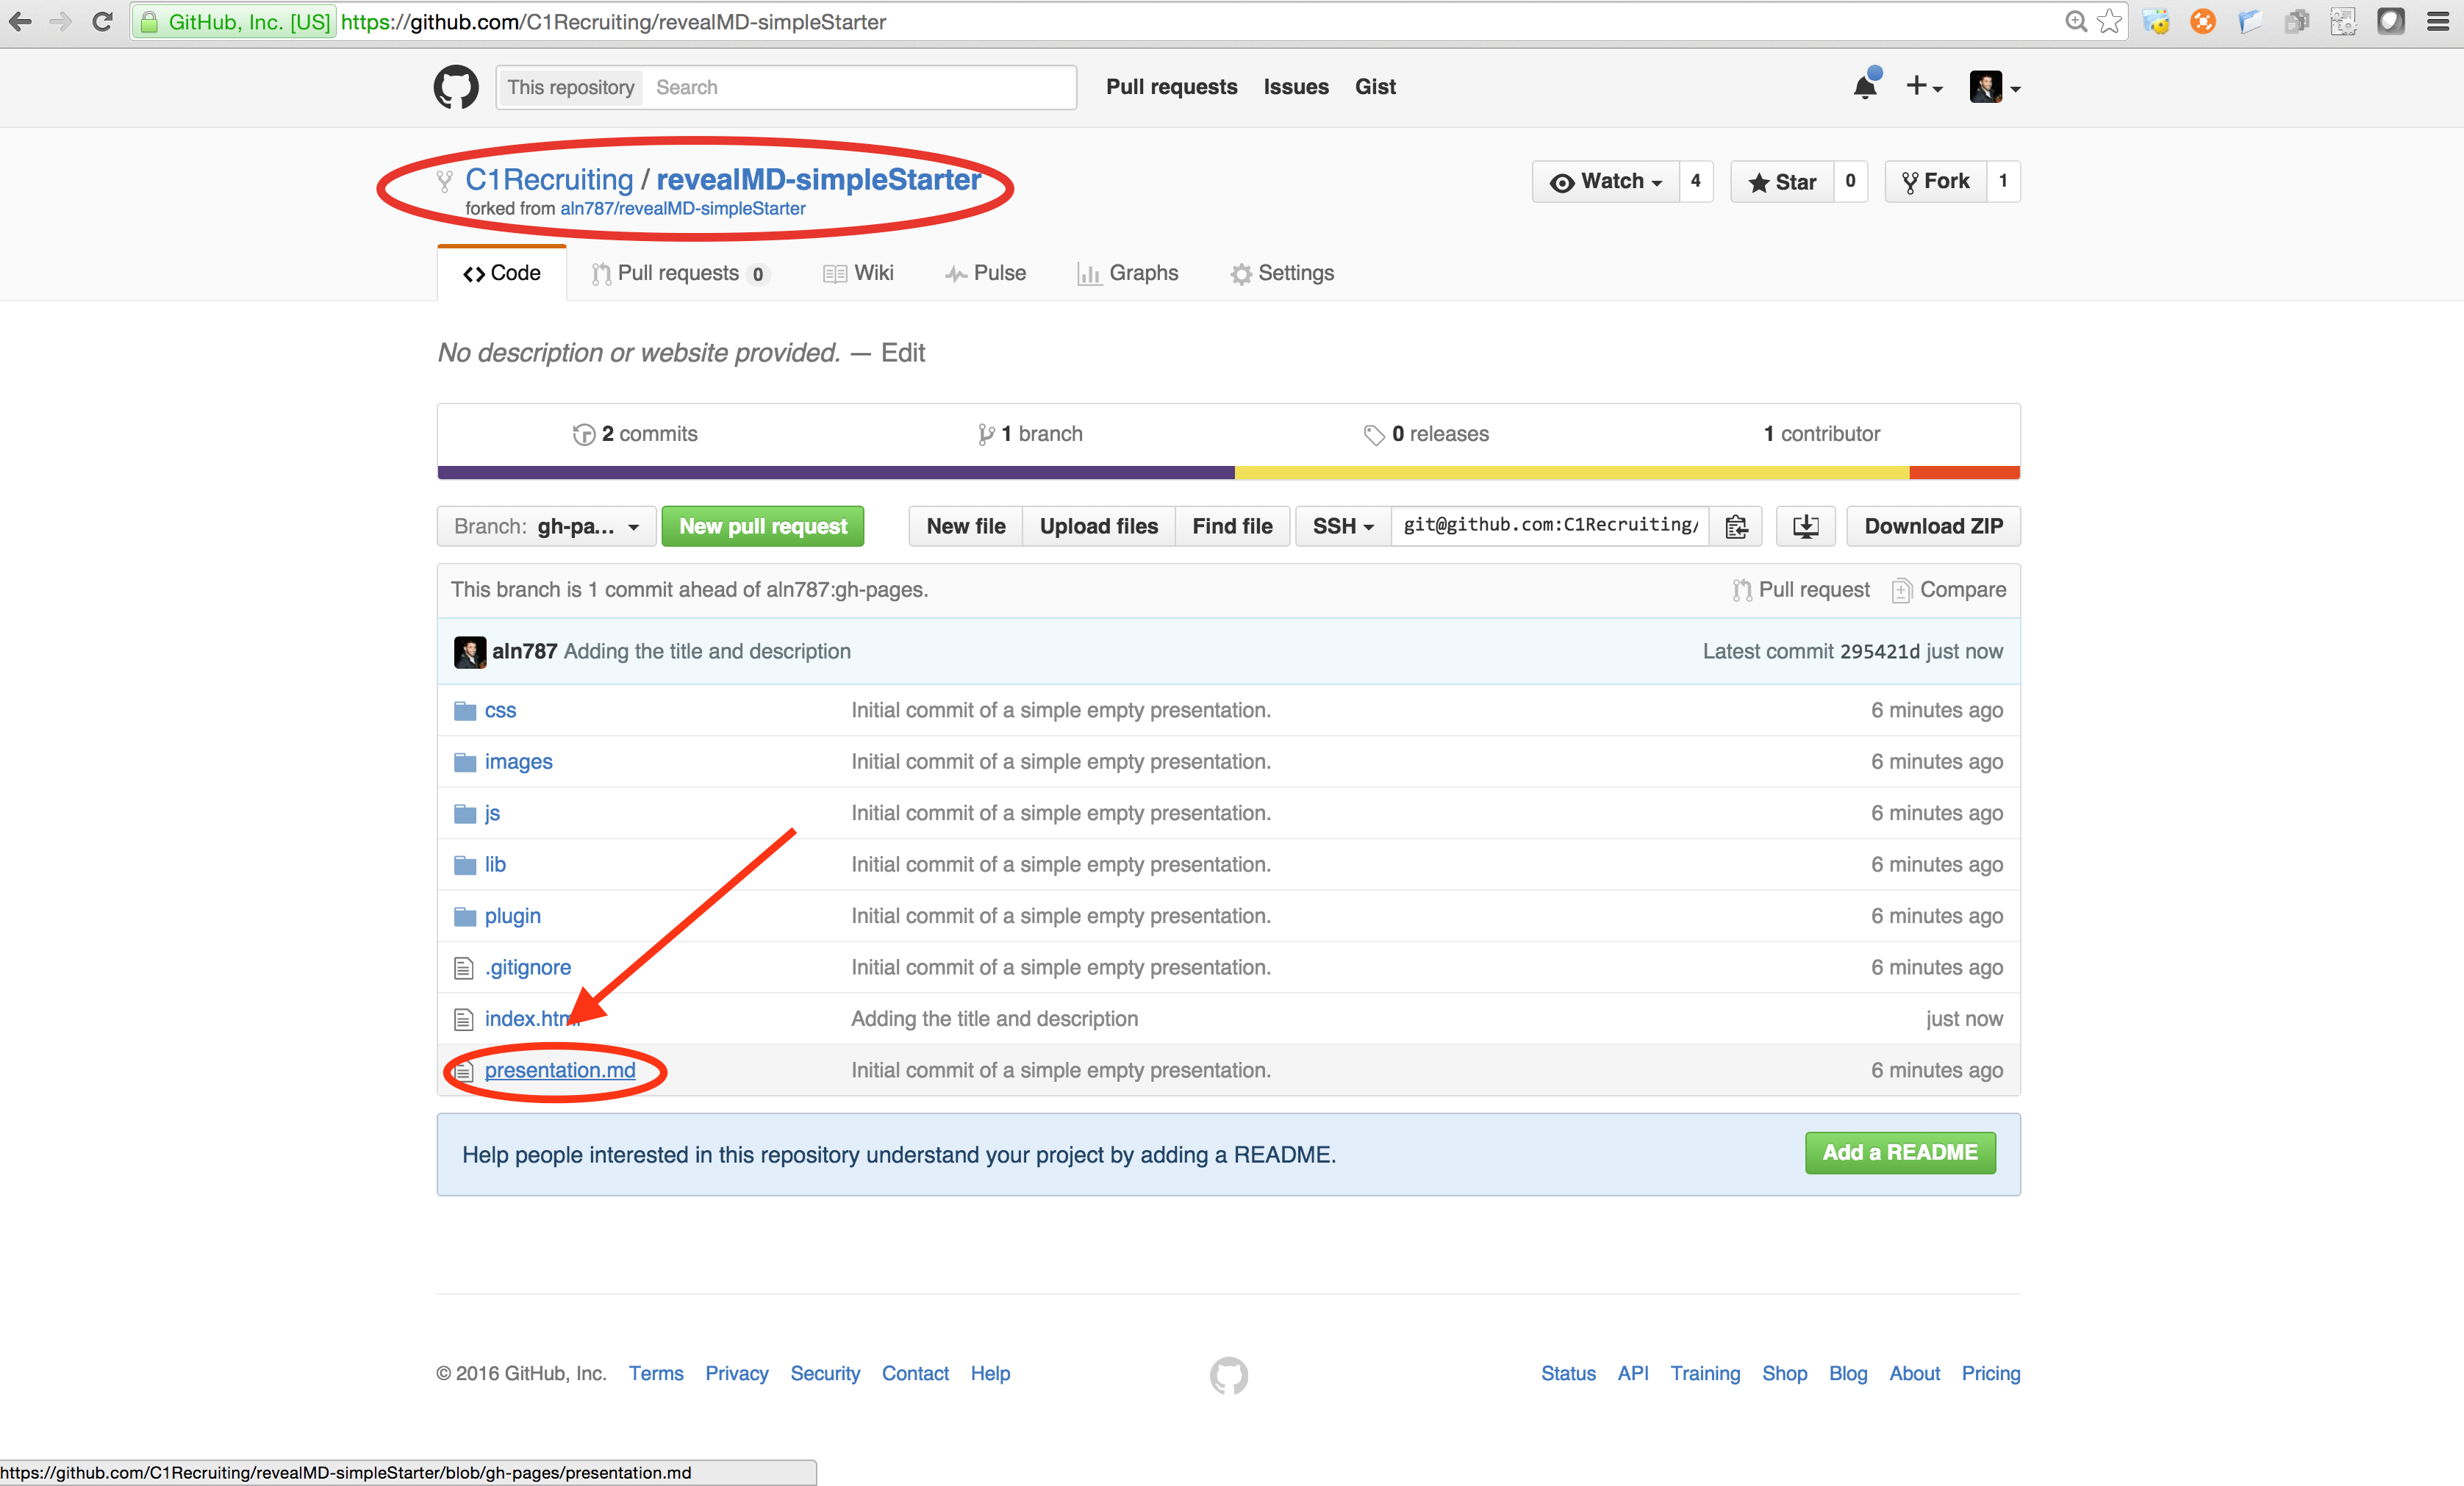 GitHub, Inc. [US] https://github.com/C1Recruiting/revealMD-simpleStarter
This repository Search Pull requests Issues Gist
C1Recruiting / revealMD-simpleStarter Watch 4 Star 0 Fork 1
forked from aln787/revealMD-simpleStarter
Code Pull requests 0 Wiki Pulse Graphs Settings
No description or website provided. — Edit
2 commits 1 branch 0 releases 1 contributor
Branch: gh-pa... New pull request New file Upload files Find file SSH git@github.com:C1Recruiting/ Download ZIP
This branch is 1 commit ahead of aln787:gh-pages. Pull request Compare
aln787 Adding the title and description Latest commit 295421d just now
css Initial commit of a simple empty presentation. 6 minutes ago
images Initial commit of a simple empty presentation. 6 minutes ago
js Initial commit of a simple empty presentation. 6 minutes ago
lib Initial commit of a simple empty presentation. 6 minutes ago
plugin Initial commit of a simple empty presentation. 6 minutes ago
.gitignore Initial commit of a simple empty presentation. 6 minutes ago
index.html Adding the title and description just now
presentation.md Initial commit of a simple empty presentation. 6 minutes ago
Help people interested in this repository understand your project by adding a README. Add a README
© 2016 GitHub, Inc. Terms Privacy Security Contact Help Status API Training Shop Blog About Pricing
https://github.com/C1Recruiting/revealMD-simpleStarter/blob/gh-pages/presentation.md